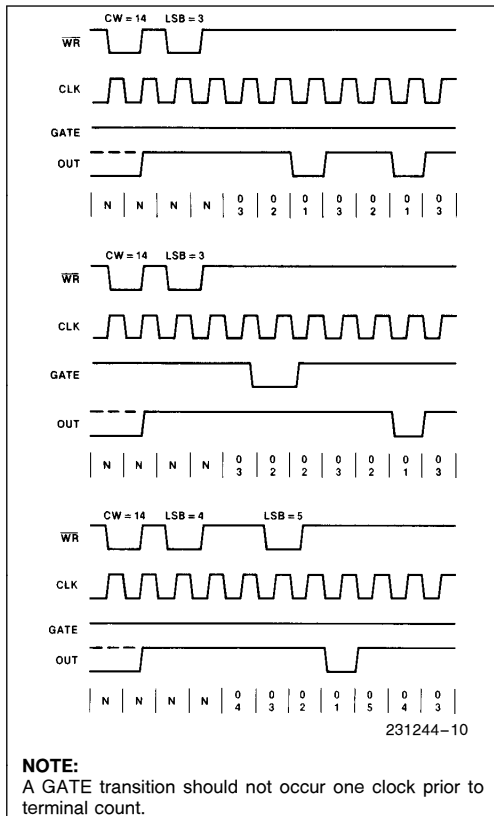 CW = 14 LSB = 3
WR
CLK
GATE
OUT
N N N N 0 0 0 0 0 0 0
3 2 1 3 2 1 3
CW = 14 LSB = 3
WR
CLK
GATE
OUT
N N N N 0 0 0 0 0 0 0
3 2 2 3 2 1 3
CW = 14 LSB = 4 LSB = 5
WR
CLK
GATE
OUT
N N N N 0 0 0 0 0 0 0
4 3 2 1 5 4 3
231244–10
NOTE:
A GATE transition should not occur one clock prior to
terminal count.